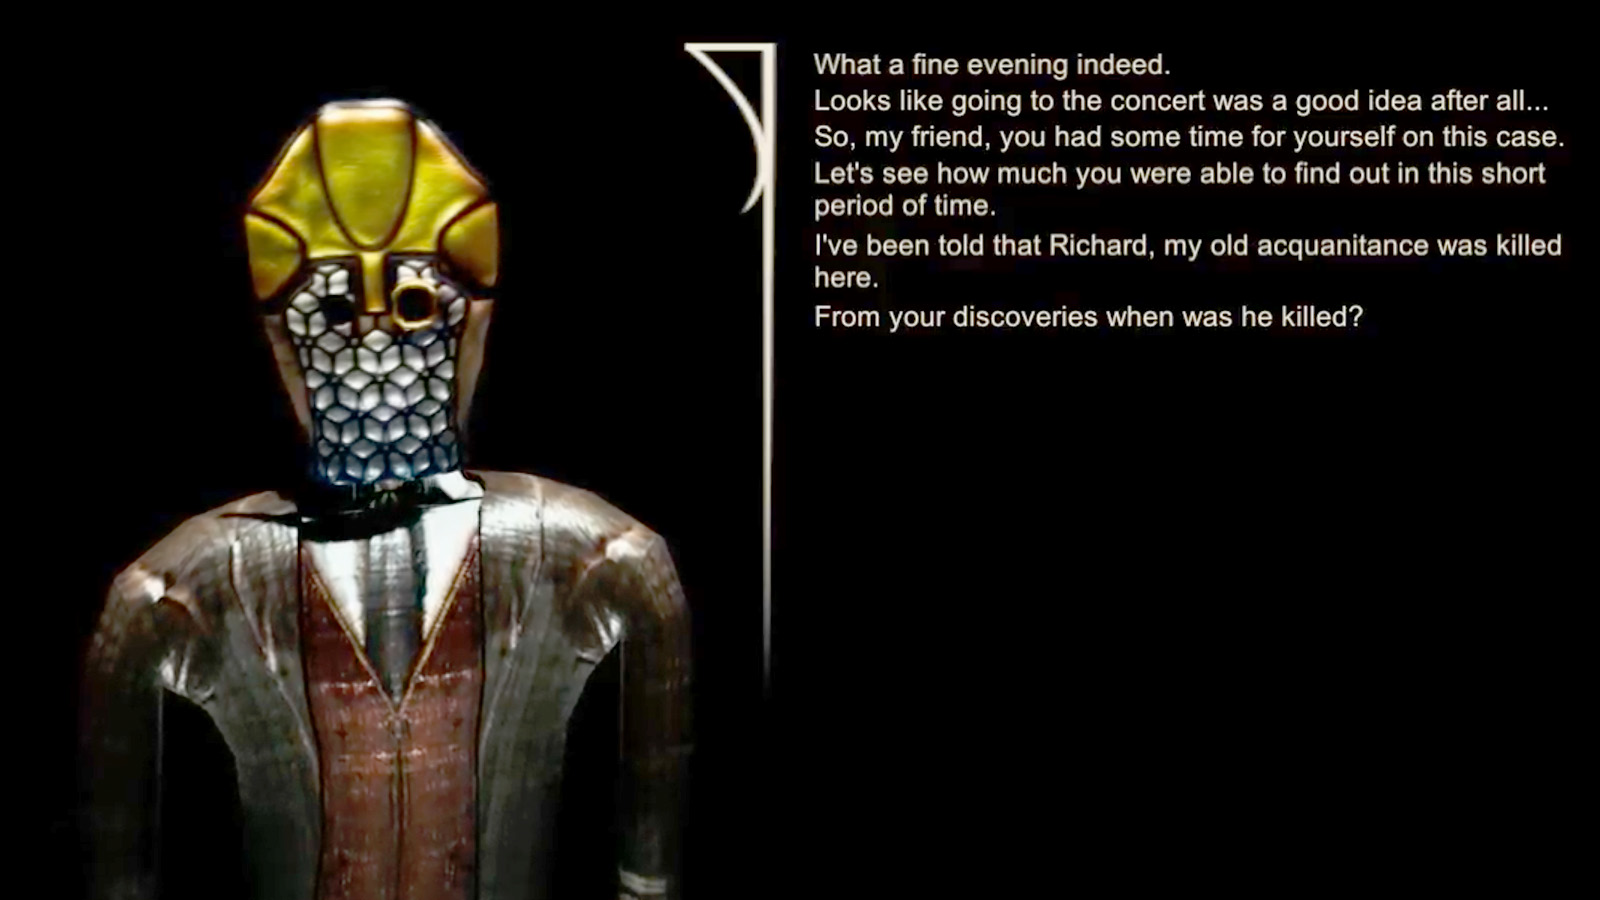 What a fine evening indeed.
Looks like going to the concert was a good idea after all...
So, my friend, you had some time for yourself on this case.
Let's see how much you were able to find out in this short
period of time.
I've been told that Richard, my old acquanitance was killed
here.
From your discoveries when was he killed?